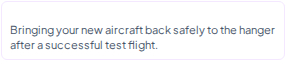 Bringing your new aircraft back safely to the hanger
after a successful test flight.